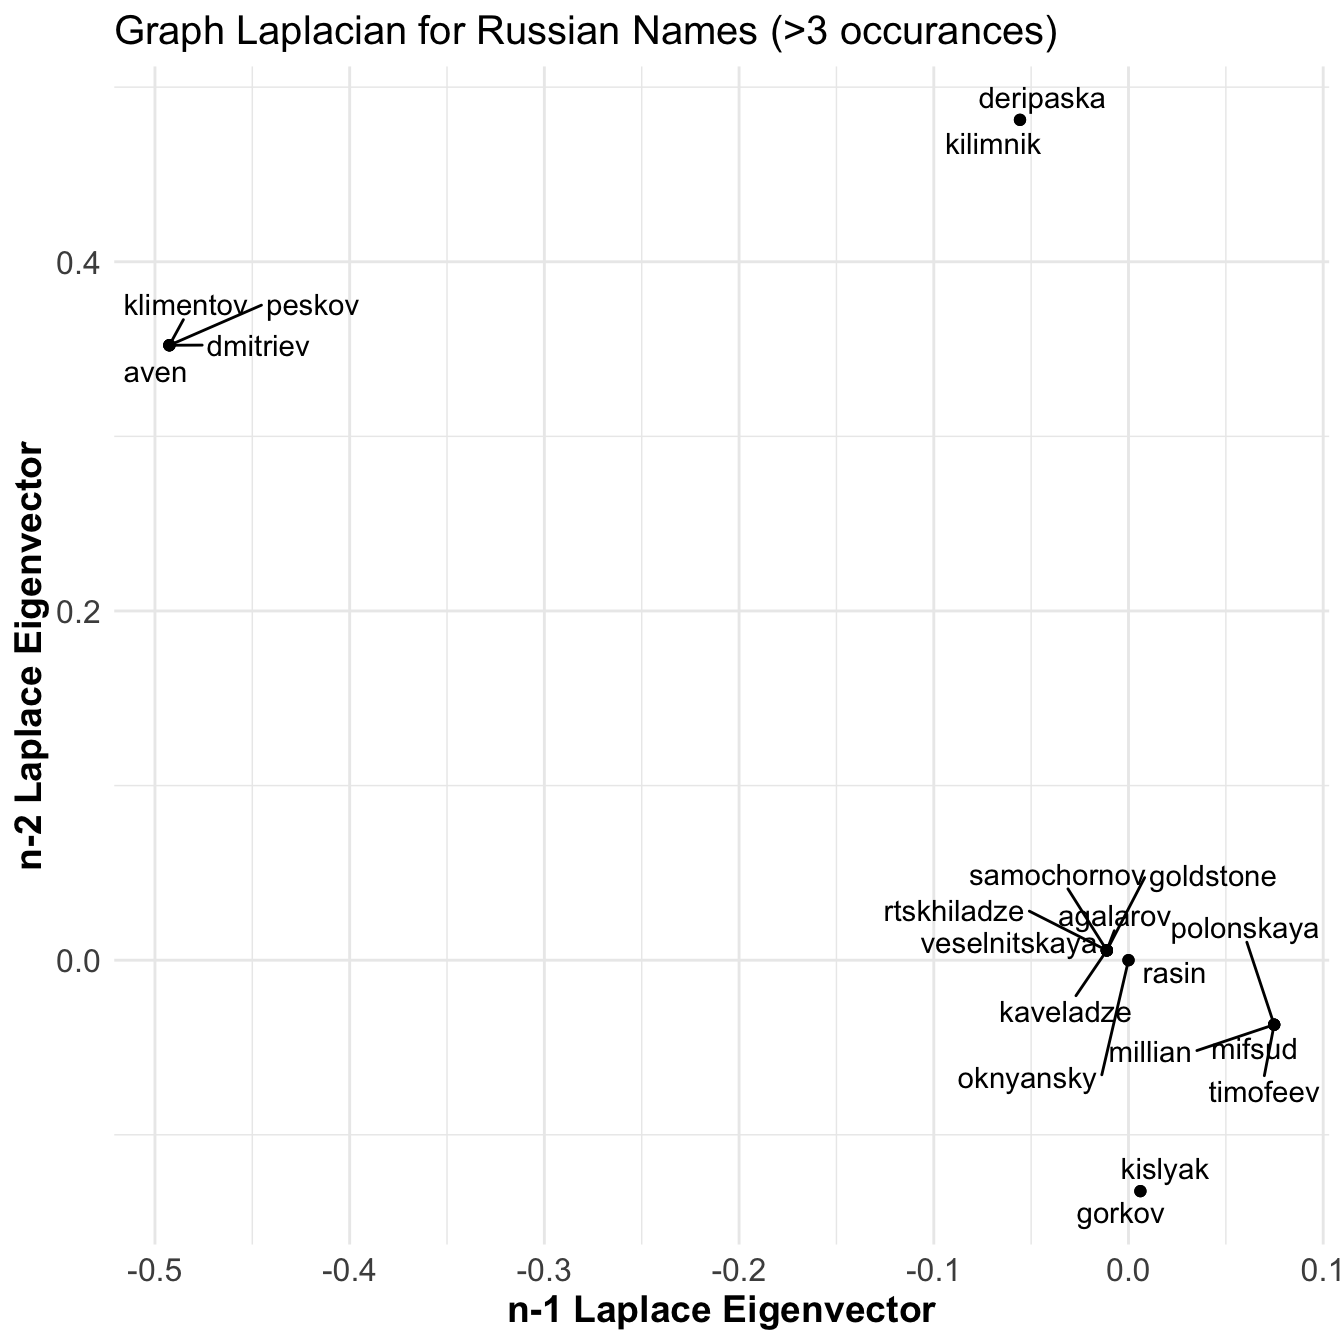 Graph Laplacian for Russian Names (>3 occurances)
deripaska
kilimnik
0.4
klimentov
peskov
dmitriev
aven
n-2 Laplace Eigenvector
0.2
samochornov
goldstone
rtskhiladze
agalarov
polonskaya
veselnitskaya
0.0
rasin
kaveladze
millian
mifsud
oknyansky
timofeev
kislyak
gorkov
-0.5 -0.4 -0.3 -0.2 -0.1 0.0 0.1
n-1 Laplace Eigenvector